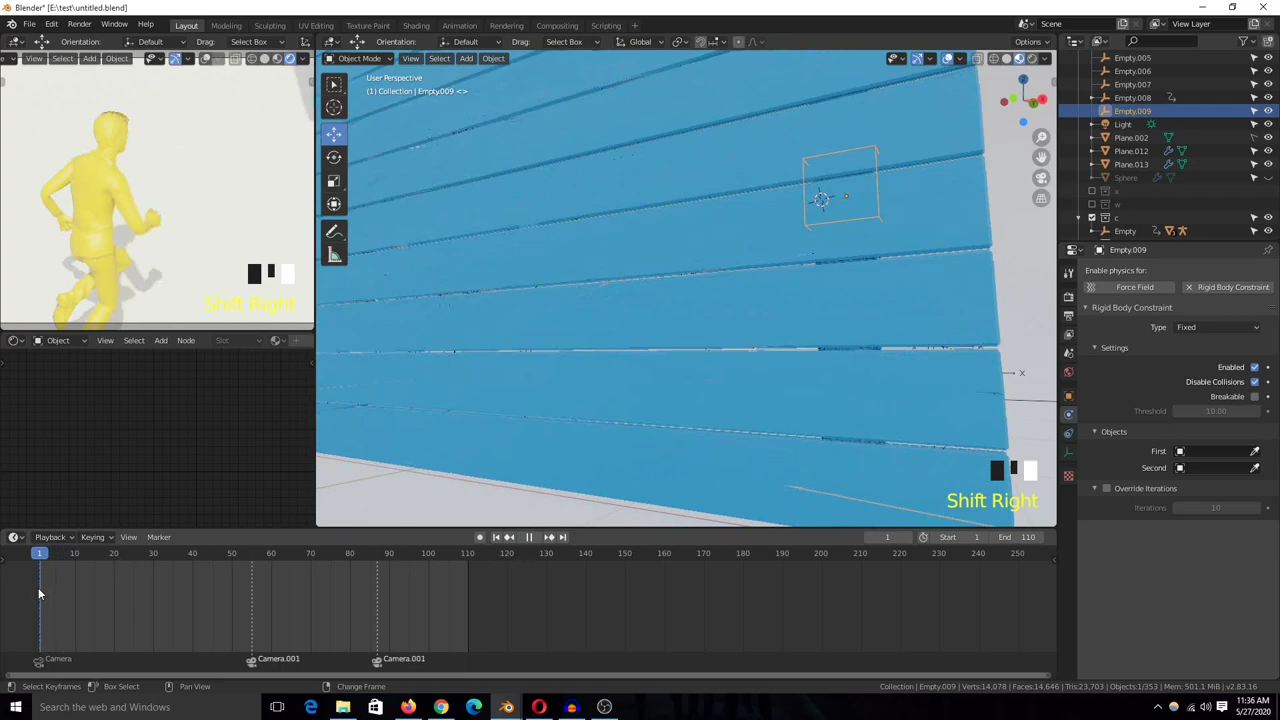 Blender* [E:\test\untitled.blend]
File Edit Render Window Help Layout Modeling Sculpting UV Editing Texture Paint Shading Animation Rendering Compositing Scripting + Scene View Layer
Orientation: Default Drag: Select Box Orientation: Default Drag: Select Box Global Options
View Select Add Object Object Mode View Select Add Object
User Perspective
(1) Collection | Empty.009 <>
Empty.005
Empty.006
Empty.007
Empty.008
Empty.009
Light
Plane.002
Plane.012
Plane.013
Sphere
x
w
c
Empty
Empty.009
Enable physics for:
Force Field Rigid Body Constraint
Rigid Body Constraint
Type Fixed
Settings
Enabled
Disable Collisions
Breakable
Threshold 10.00
Objects
First
Second
Override Iterations
Iterations 10
Shift Right
Object View Select Add Node Slot
X
Shift Right
Playback Keying View Marker 1 Start 1 End 110
1 10 20 30 40 50 60 70 80 90 100 110 120 130 140 150 160 170 180 190 200 210 220 230 240 250
Camera Camera.001 Camera.001
Select Keyframes Box Select Pan View Change Frame Collection | Empty.009 | Verts:14,078 | Faces:14,646 | Tris:23,703 | Objects:1/353 | Mem: 501.1 MiB | v2.83.16
Search the web and Windows
11:36 AM
5/27/2020